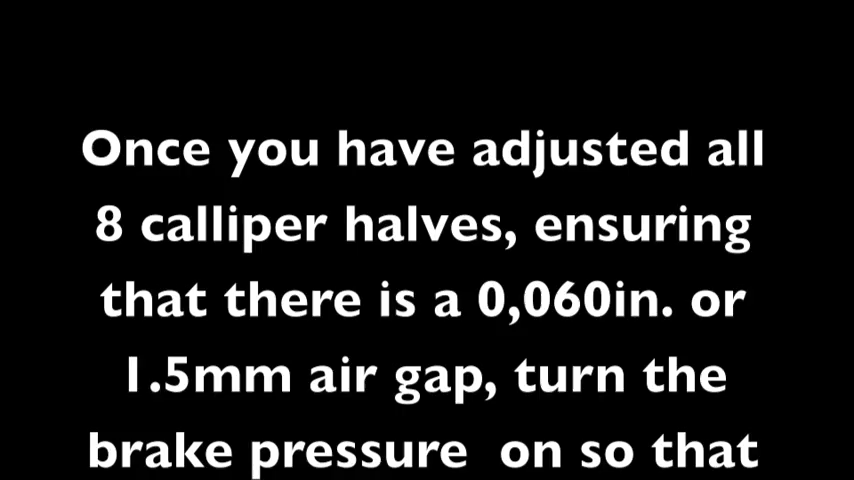 Once you have adjusted all
8 calliper halves, ensuring
that there is a 0,060in. or
1.5mm air gap, turn the
brake pressure  on so that